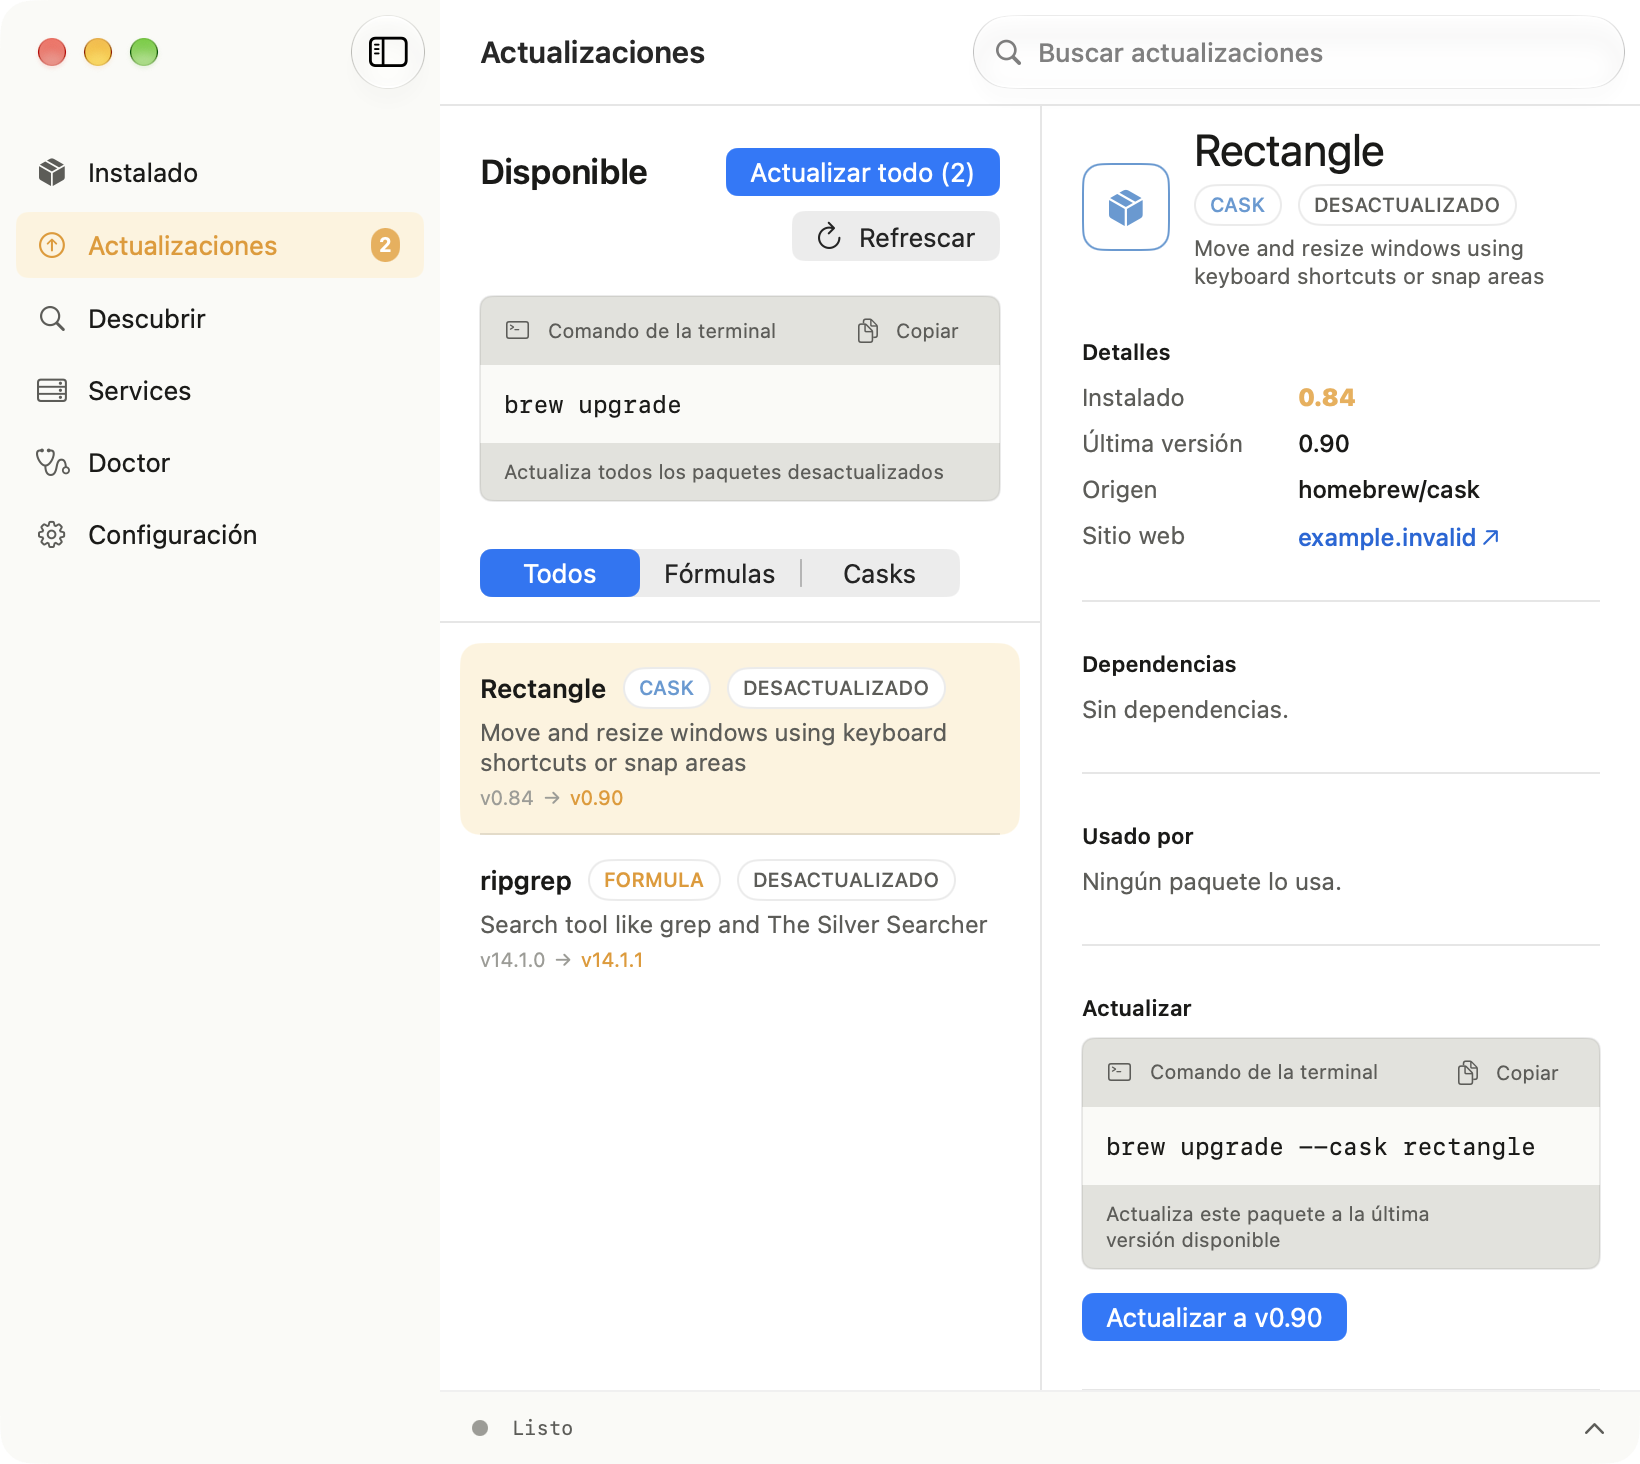 Instalado
Actualizaciones
2
Descubrir
Services
Doctor
Configuración
Actualizaciones
Buscar actualizaciones
Disponible
Actualizar todo (2)
Refrescar
Comando de la terminal
Copiar
brew upgrade
Actualiza todos los paquetes desactualizados
Todos
Fórmulas
Casks
Rectangle CASK DESACTUALIZADO
Move and resize windows using keyboard
shortcuts or snap areas
v0.84 → v0.90
ripgrep FORMULA DESACTUALIZADO
Search tool like grep and The Silver Searcher
v14.1.0 → v14.1.1
Rectangle
CASK DESACTUALIZADO
Move and resize windows using
keyboard shortcuts or snap areas
Detalles
Instalado 0.84
Última versión 0.90
Origen homebrew/cask
Sitio web example.invalid ↗
Dependencias
Sin dependencias.
Usado por
Ningún paquete lo usa.
Actualizar
Comando de la terminal
Copiar
brew upgrade --cask rectangle
Actualiza este paquete a la última
versión disponible
Actualizar a v0.90
Listo